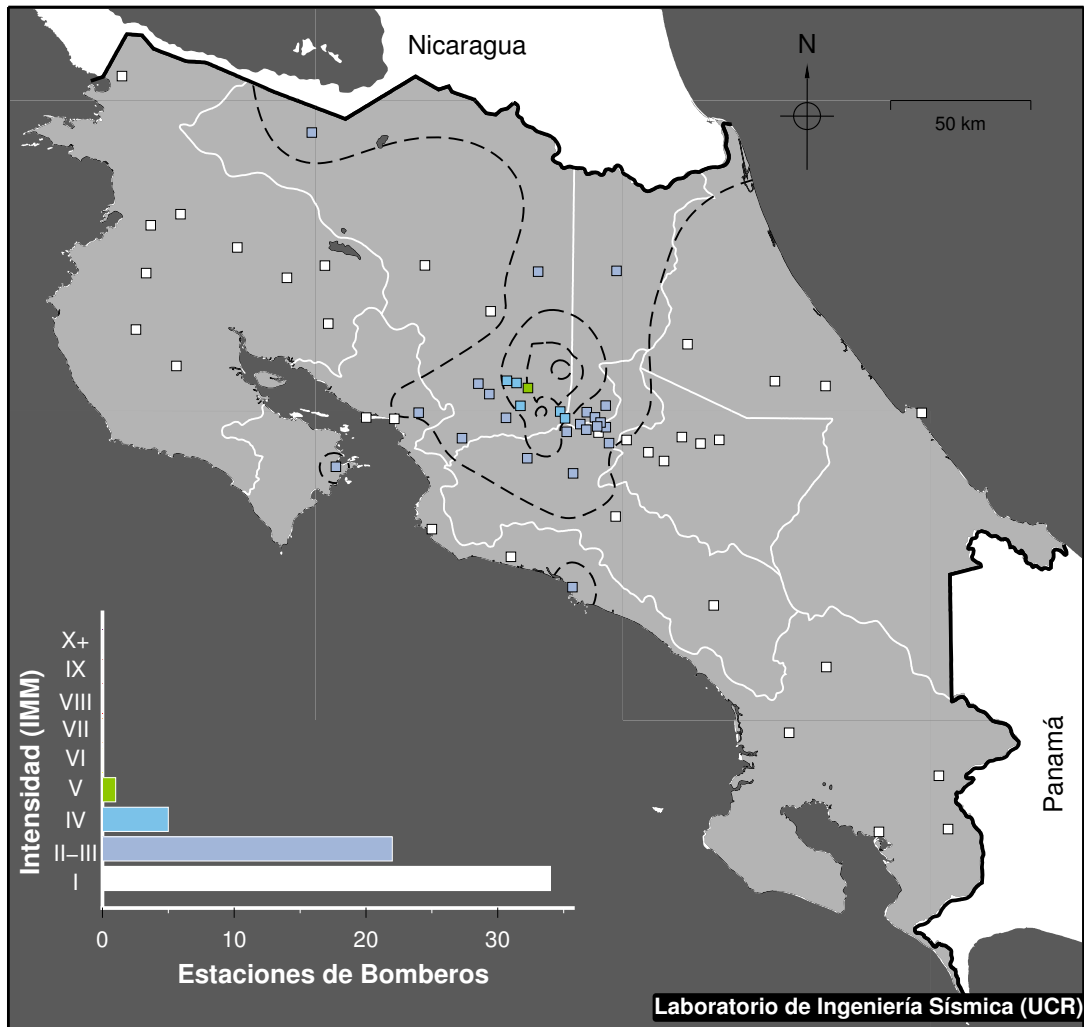 Nicaragua
N
50 km
Panamá
Intensidad (IMM)
X+
IX
VIII
VII
VI
V
IV
II−III
I
0 10 20 30
Estaciones de Bomberos
Laboratorio de Ingeniería Sísmica (UCR)